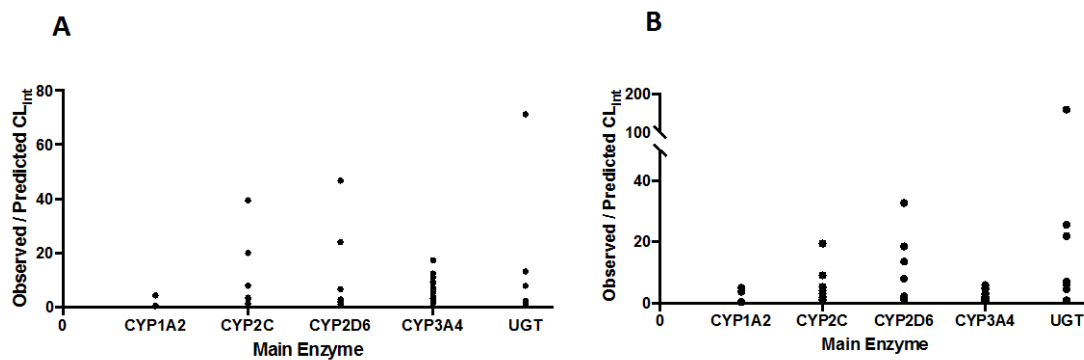 A
Observed / Predicted CLInt
80
60
40
20
0
0 CYP1A2 CYP2C CYP2D6 CYP3A4 UGT
Main Enzyme
B
Observed / Predicted CLInt
200
100
40
20
0
0 CYP1A2 CYP2C CYP2D6 CYP3A4 UGT
Main Enzyme